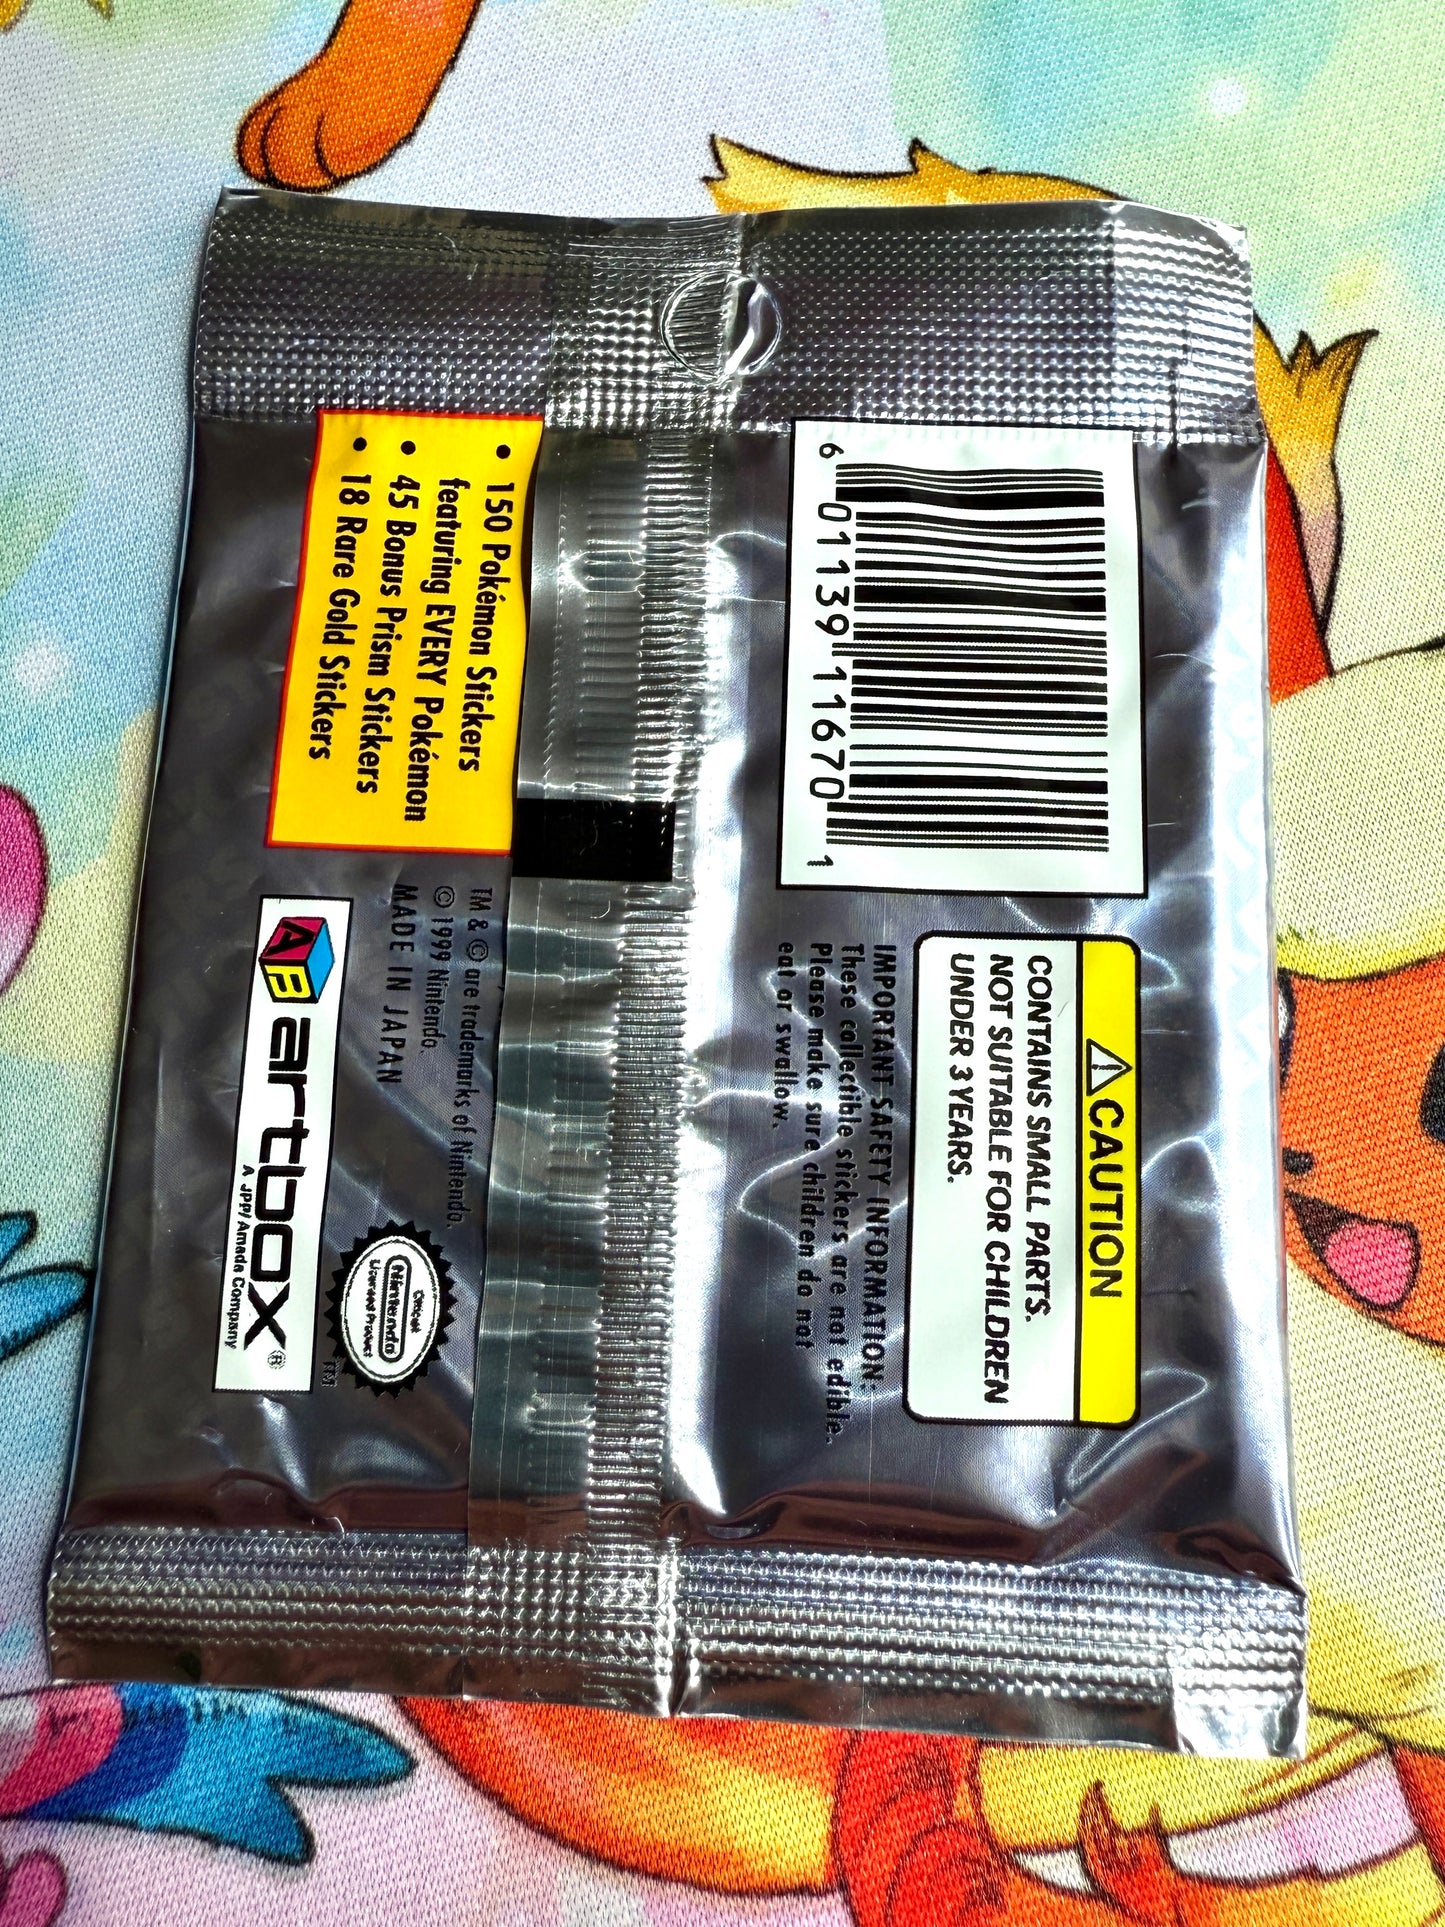 6 01139 11670 1
⚠CAUTION
CONTAINS SMALL PARTS.
NOT SUITABLE FOR CHILDREN
UNDER 3 YEARS.
IMPORTANT SAFETY INFORMATION:
These collectible stickers are not edible.
Please make sure children do not
eat or swallow.
• 150 Pokémon Stickers
featuring EVERY Pokémon
• 45 Bonus Prism Stickers
• 18 Rare Gold Stickers
TM & © are trademarks of Nintendo.
© 1999 Nintendo.
MADE IN JAPAN
Official
Nintendo
Licensed Product
TM
AB artbox®
A JPP/Amada Company